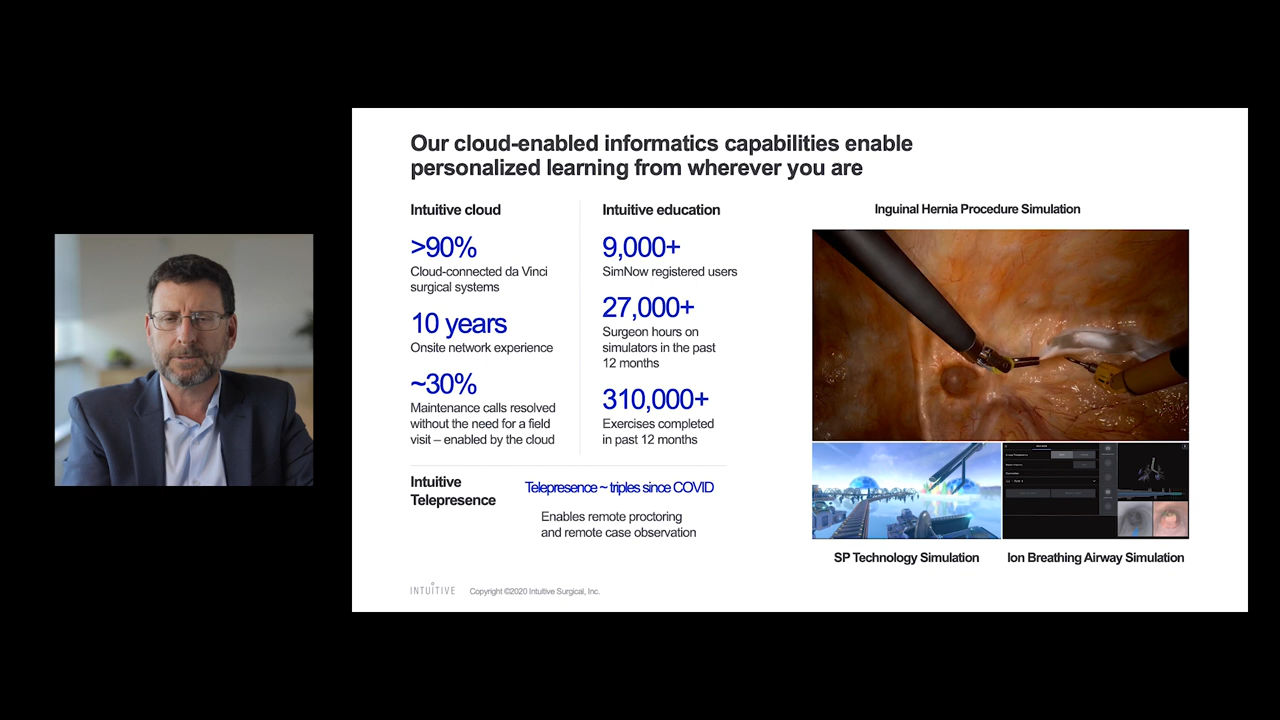 Our cloud-enabled informatics capabilities enable
personalized learning from wherever you are
Intuitive cloud
>90%
Cloud-connected da Vinci
surgical systems
10 years
Onsite network experience
~30%
Maintenance calls resolved
without the need for a field
visit – enabled by the cloud
Intuitive education
9,000+
SimNow registered users
27,000+
Surgeon hours on
simulators in the past
12 months
310,000+
Exercises completed
in past 12 months
Intuitive
Telepresence
Telepresence ~ triples since COVID
Enables remote proctoring
and remote case observation
Inguinal Hernia Procedure Simulation
SP Technology Simulation
Ion Breathing Airway Simulation
INTUITIVE
Copyright ©2020 Intuitive Surgical, Inc.